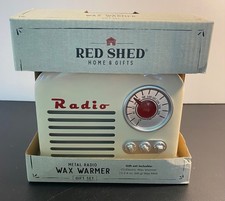 RED SHED
HOME & GIFTS
Radio
METAL RADIO
WAX WARMER
GIFT SET